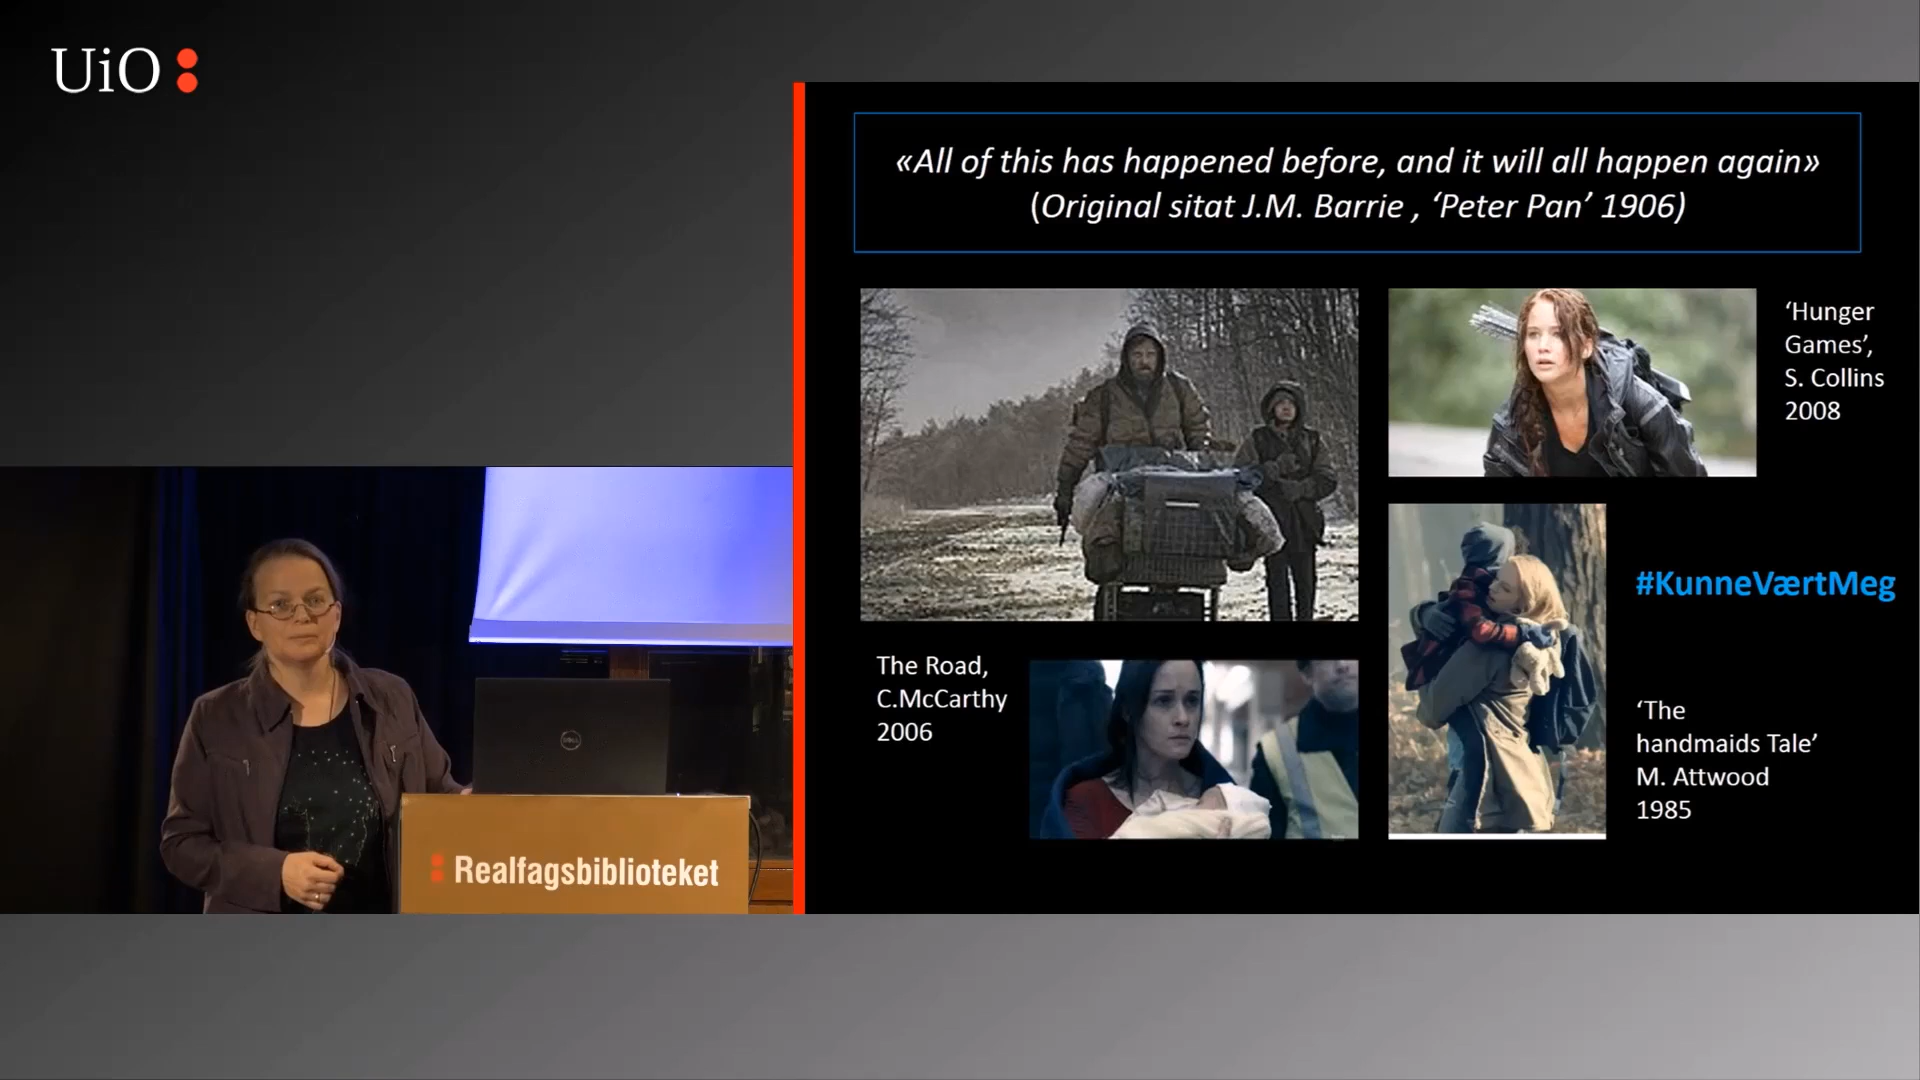 UiO
«All of this has happened before, and it will all happen again»
(Original sitat J.M. Barrie , ‘Peter Pan’ 1906)
‘Hunger
Games’,
S. Collins
2008
#KunneVærtMeg
The Road,
C.McCarthy
2006
‘The
handmaids Tale’
M. Attwood
1985
DELL
Realfagsbiblioteket